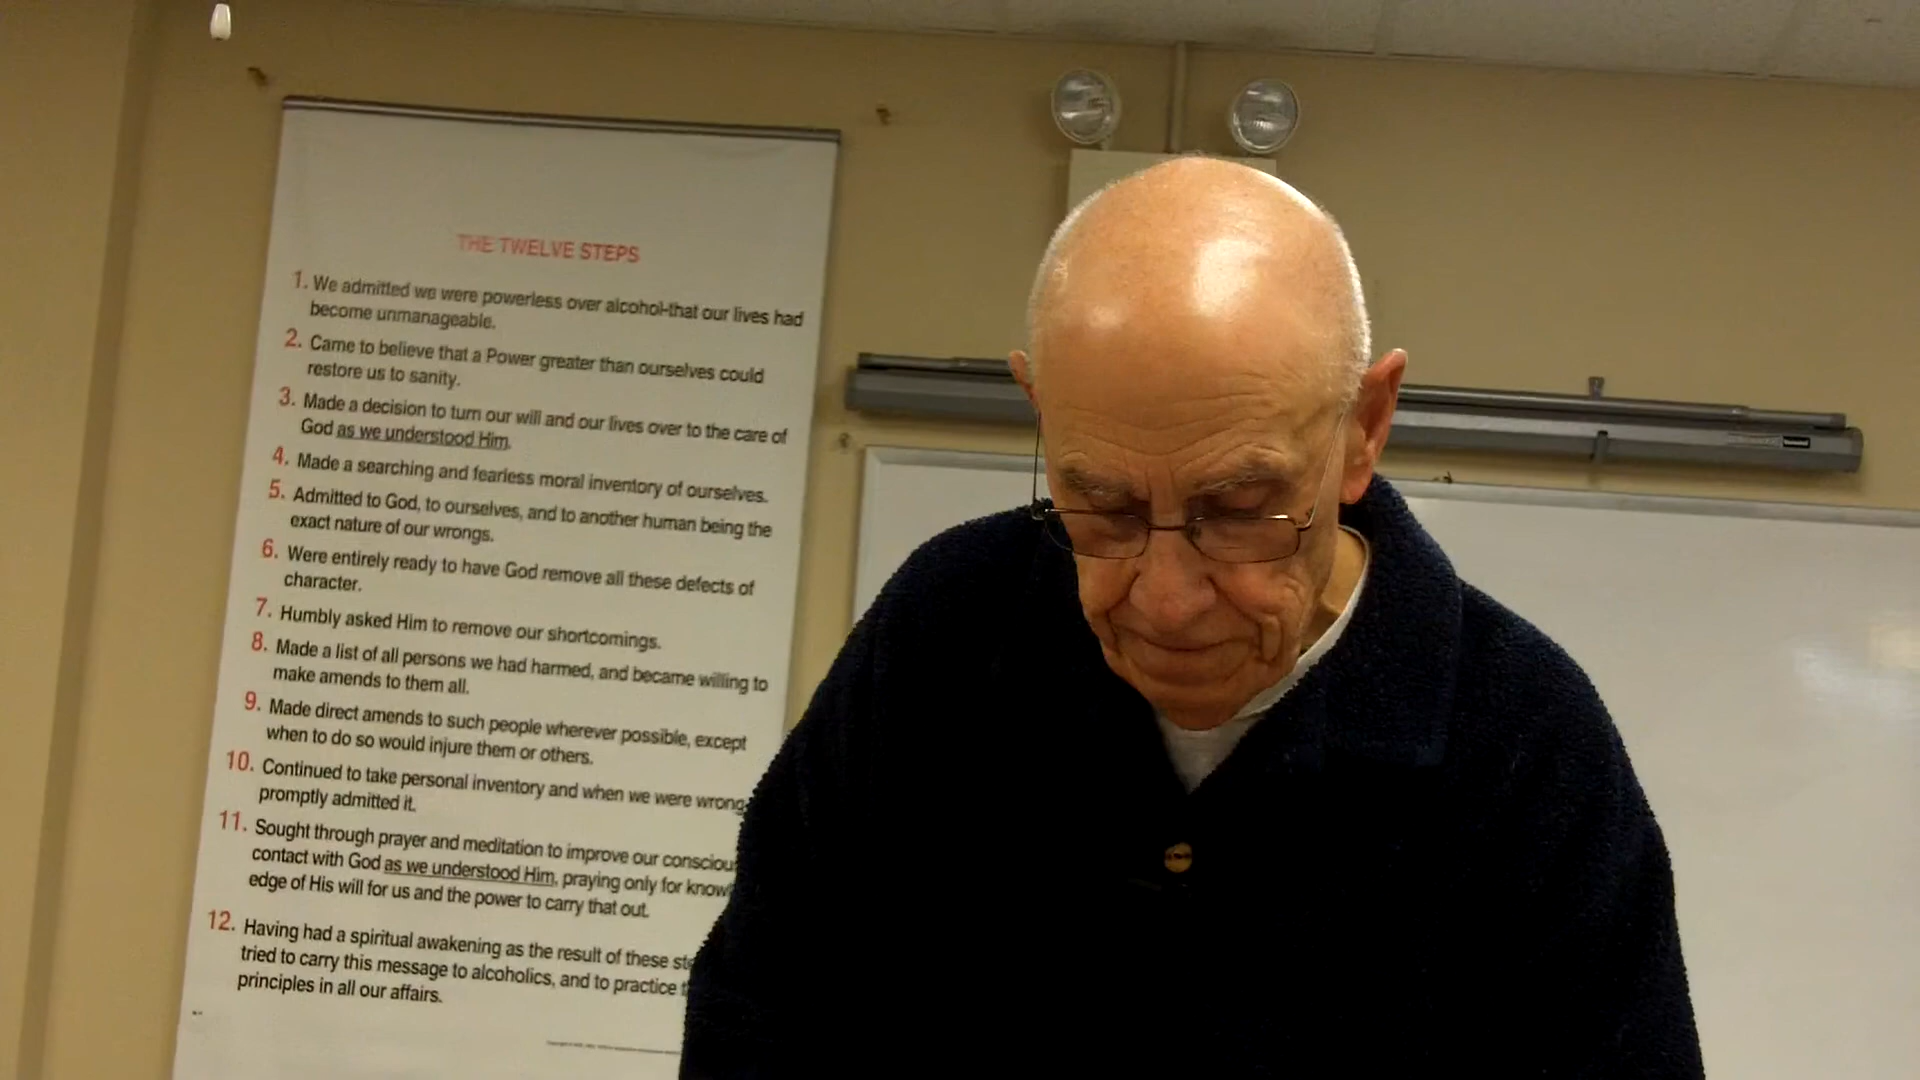 THE TWELVE STEPS
1. We admitted we were powerless over alcohol-that our lives had
become unmanageable.
2. Came to believe that a Power greater than ourselves could
restore us to sanity.
3. Made a decision to turn our will and our lives over to the care of
God as we understood Him.
4. Made a searching and fearless moral inventory of ourselves.
5. Admitted to God, to ourselves, and to another human being the
exact nature of our wrongs.
6. Were entirely ready to have God remove all these defects of
character.
7. Humbly asked Him to remove our shortcomings.
8. Made a list of all persons we had harmed, and became willing to
make amends to them all.
9. Made direct amends to such people wherever possible, except
when to do so would injure them or others.
10. Continued to take personal inventory and when we were wrong
promptly admitted it.
11. Sought through prayer and meditation to improve our consciou
contact with God as we understood Him, praying only for know
edge of His will for us and the power to carry that out.
12. Having had a spiritual awakening as the result of these st
tried to carry this message to alcoholics, and to practice t
principles in all our affairs.